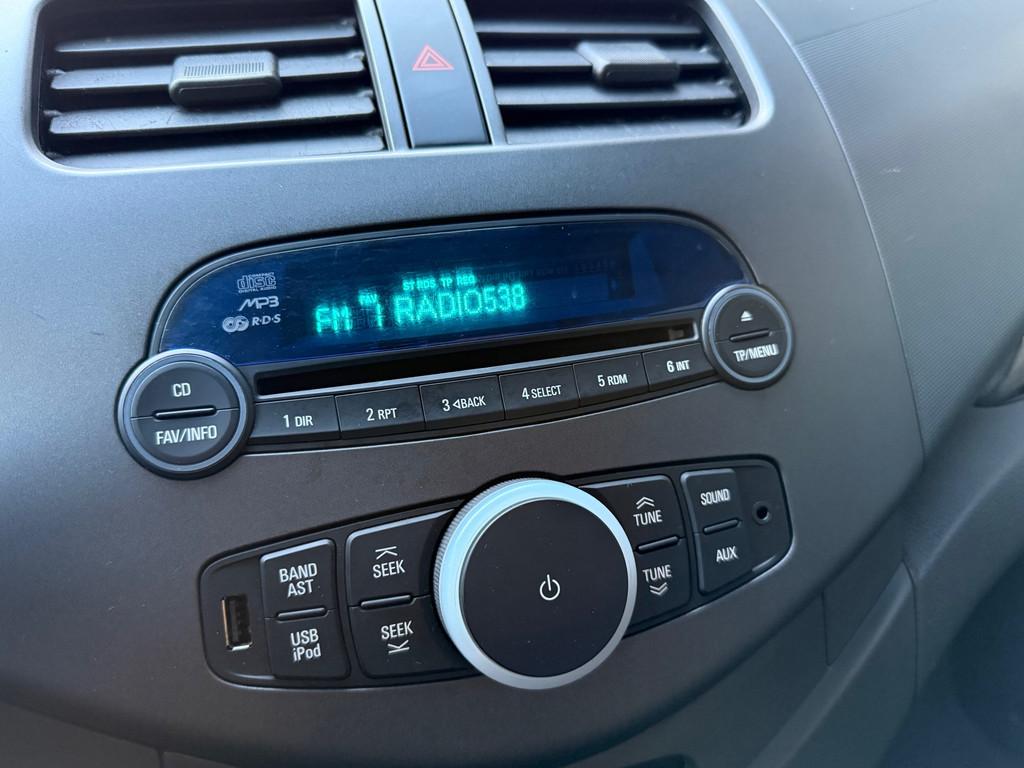 COMPACT
disc
DIGITAL AUDIO
MP3
R·D·S
FAV ST RDS TP REG
FM 1 RADIO538
CD
FAV/INFO
1 DIR
2 RPT
3 ◁BACK
4 SELECT
5 RDM
6 INT
TP/MENU
BAND
AST
USB
iPod
SEEK
SEEK
TUNE
TUNE
SOUND
AUX